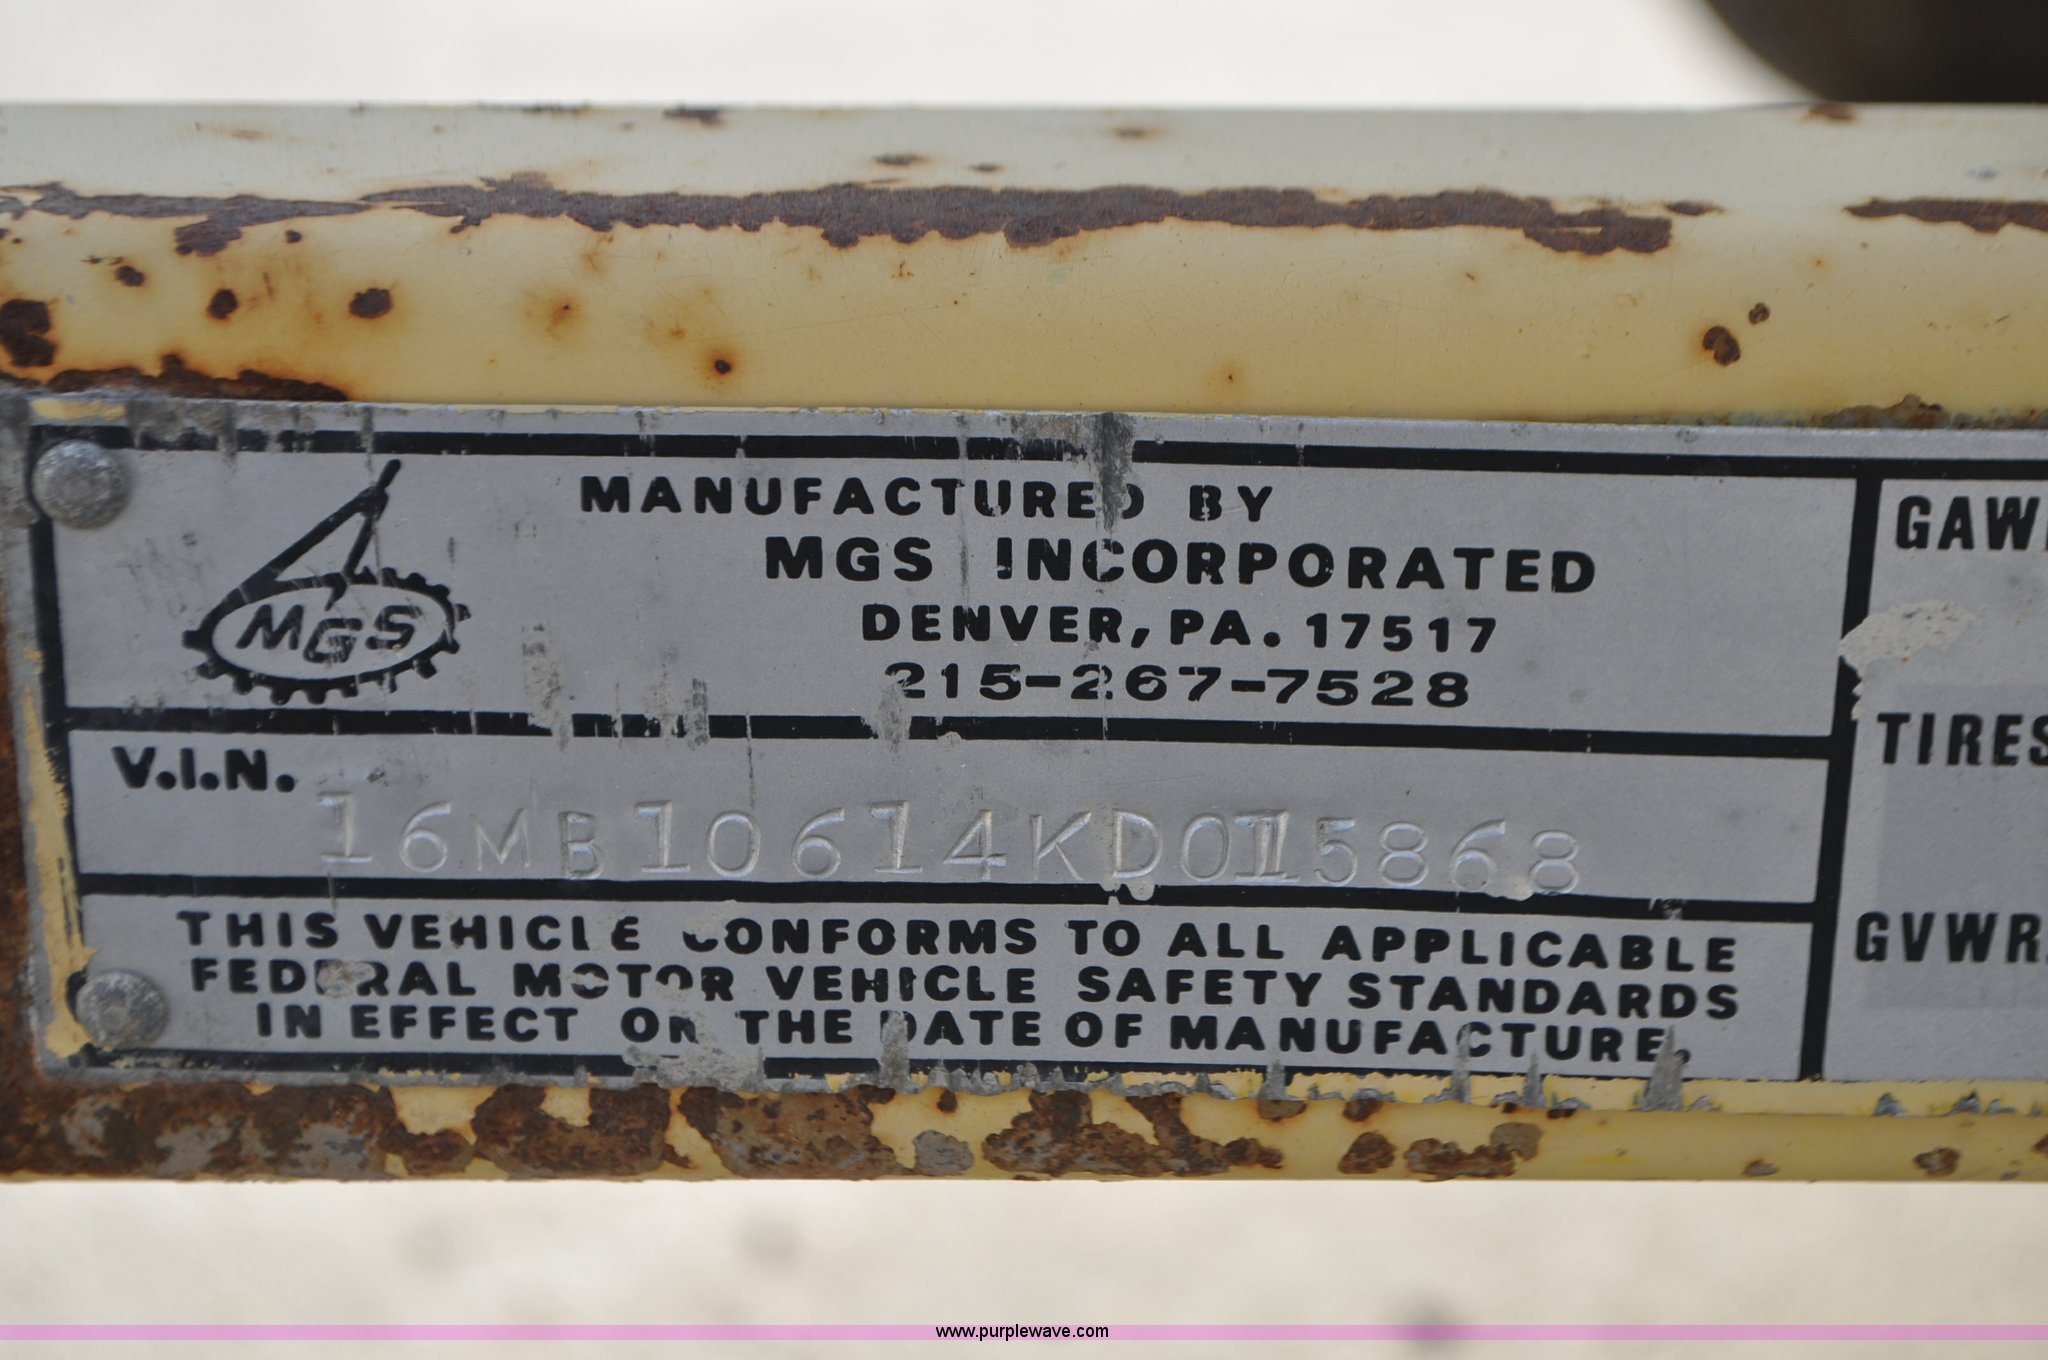 MGS
MANUFACTURED BY
MGS INCORPORATED
DENVER, PA. 17517
215-267-7528
V.I.N.
16MB10614KD015868
THIS VEHICLE CONFORMS TO ALL APPLICABLE
FEDERAL MOTOR VEHICLE SAFETY STANDARDS
IN EFFECT ON THE DATE OF MANUFACTURE.
GAW
TIRES
GVWR
www.purplewave.com